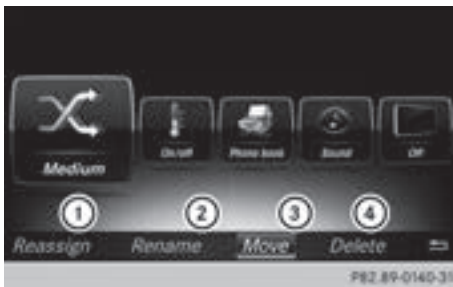 Medium
On/off
Phone book
Sound
Off
1
2
3
4
Reassign
Rename
Move
Delete
P82.89-0140-31